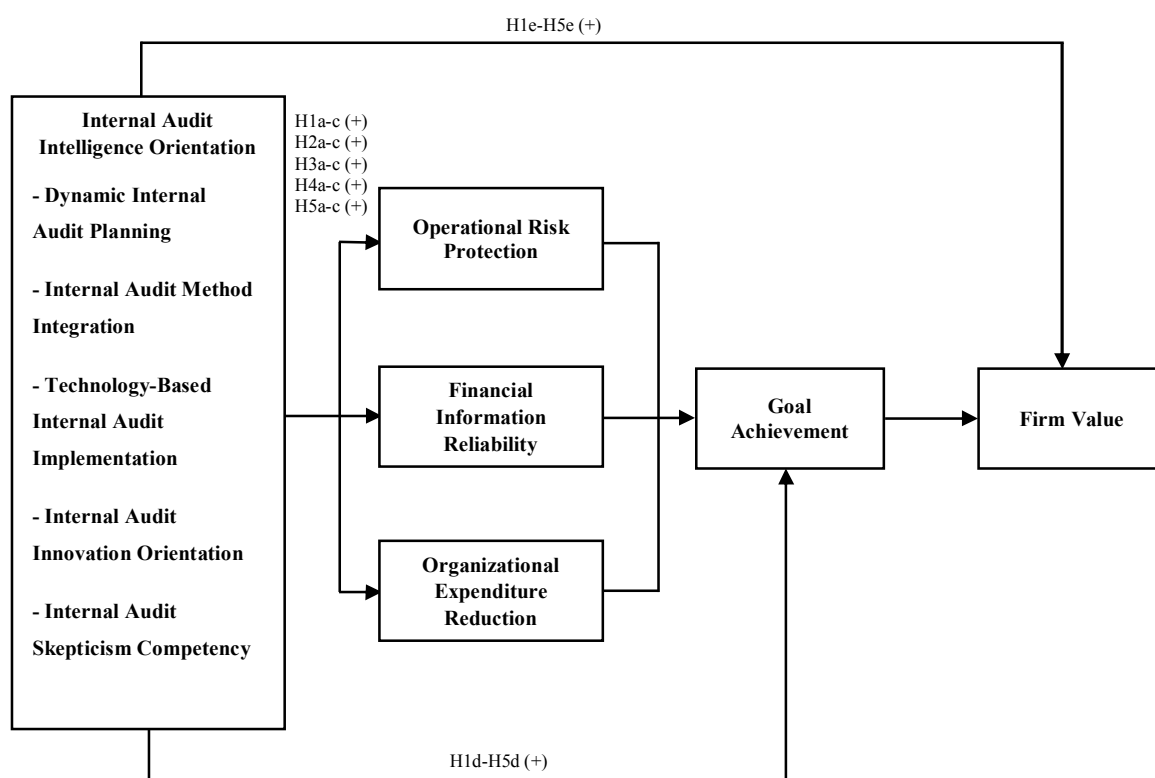 H1e-H5e (+)
Internal Audit
Intelligence Orientation
- Dynamic Internal
Audit Planning
- Internal Audit Method
Integration
- Technology-Based
Internal Audit
Implementation
- Internal Audit
Innovation Orientation
- Internal Audit
Skepticism Competency
H1a-c (+)
H2a-c (+)
H3a-c (+)
H4a-c (+)
H5a-c (+)
Operational Risk
Protection
Financial
Information
Reliability
Organizational
Expenditure
Reduction
Goal
Achievement
Firm Value
H1d-H5d (+)